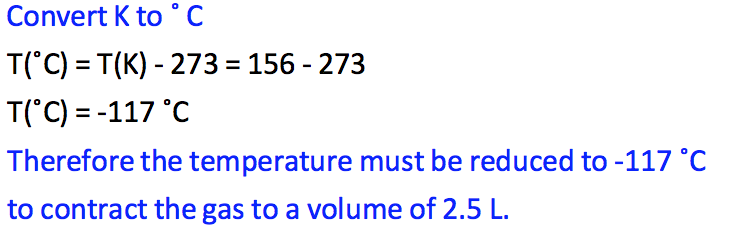 Convert K to ˚ C
T(˚C) = T(K) - 273 = 156 - 273
T(˚C) = -117 ˚C
Therefore the temperature must be reduced to -117 ˚C
to contract the gas to a volume of 2.5 L.